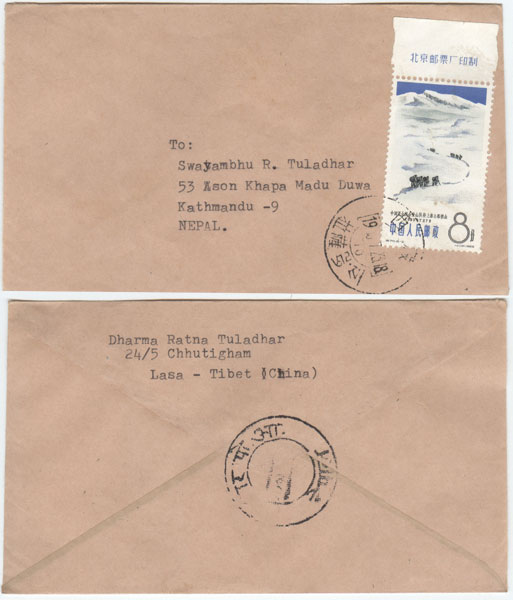 北京邮票厂印制
To:
Swayambhu R. Tuladhar
53 Ason Khapa Madu Duwa
Kathmandu -9
NEPAL.
8分
中国人民邮政
Dharma Ratna Tuladhar
24/5 Chhutigham
Lasa - Tibet (China)